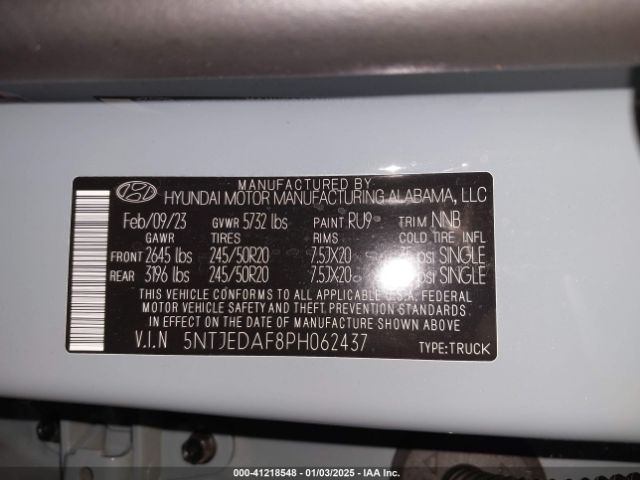 MANUFACTURED BY
HYUNDAI MOTOR MANUFACTURING ALABAMA, LLC
Feb/09/23 GVWR 5732 lbs PAINT RU9 TRIM NNB
GAWR TIRES RIMS COLD TIRE INFL
FRONT 2645 lbs 245/50R20 7.5JX20 psi SINGLE
REAR 3196 lbs 245/50R20 7.5JX20 psi SINGLE
THIS VEHICLE CONFORMS TO ALL APPLICABLE U.S.A. FEDERAL
MOTOR VEHICLE SAFETY AND THEFT PREVENTION STANDARDS
IN EFFECT ON THE DATE OF MANUFACTURE SHOWN ABOVE
V.I.N 5NTJEDAF8PH062437 TYPE:TRUCK
000-41218548 - 01/03/2025 - IAA Inc.